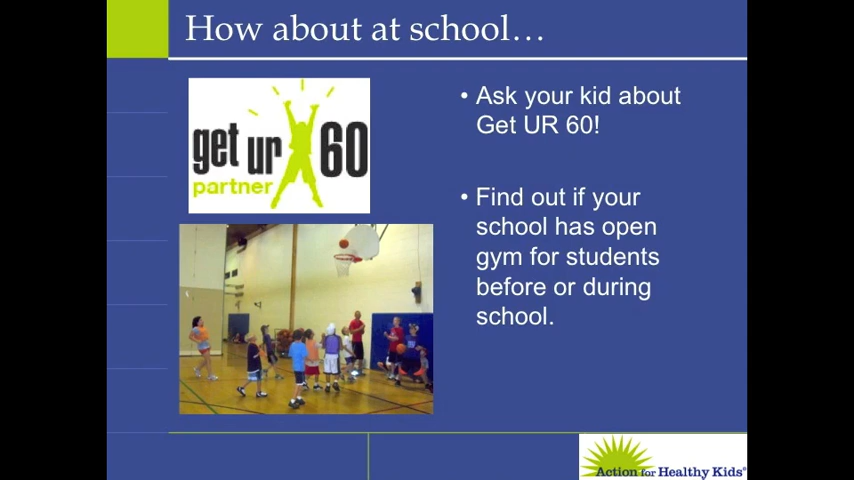 How about at school…
get ur 60
partner
• Ask your kid about
Get UR 60!
• Find out if your
school has open
gym for students
before or during
school.
Action for Healthy Kids®